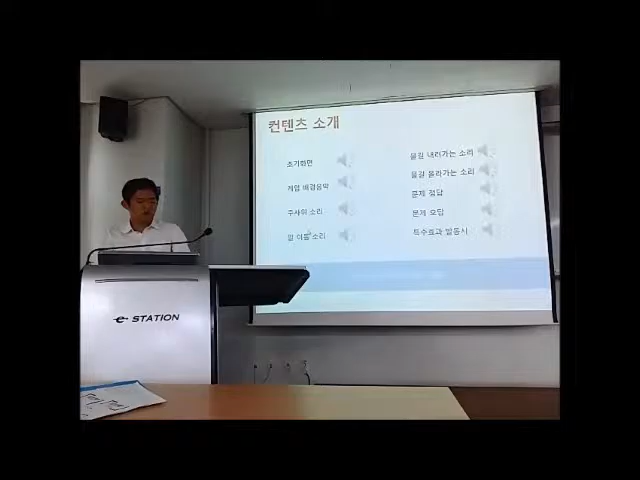 컨텐츠 소개
초기화면
게임 배경음악
주사위 소리
말 이동 소리
물길 내려가는 소리
물길 올라가는 소리
문제 정답
문제 오답
특수효과 발동시
e-STATION